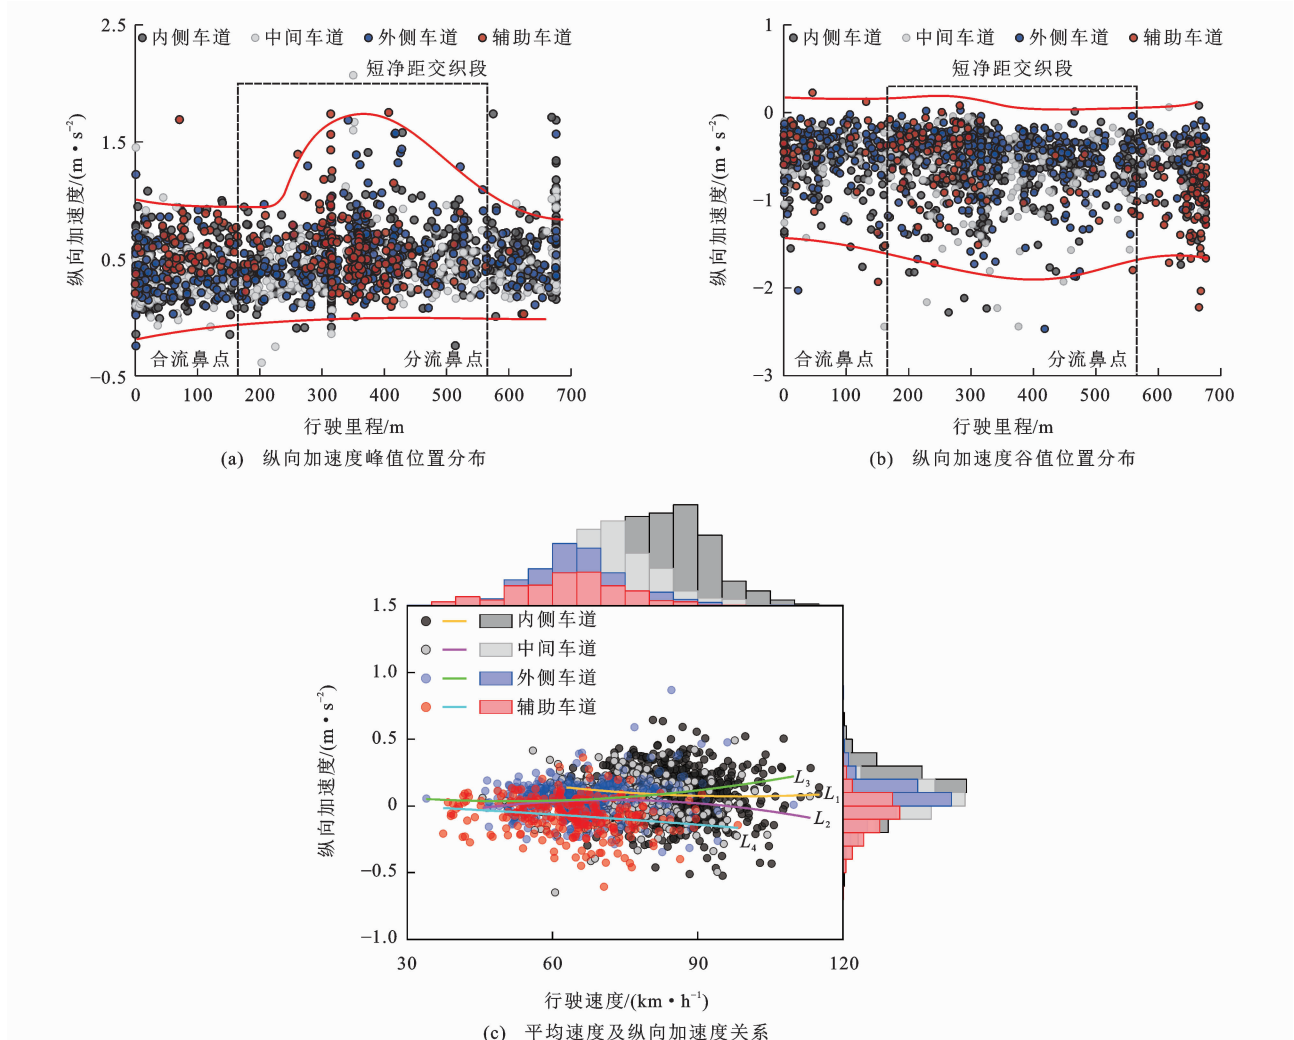 2.5
内侧车道 中间车道 外侧车道 辅助车道
短净距交织段
1.5
0.5
−0.5
纵向加速度/(m·s⁻²)
合流鼻点 分流鼻点
0 100 200 300 400 500 600 700
行驶里程/m
(a) 纵向加速度峰值位置分布
1
内侧车道 中间车道 外侧车道 辅助车道
短净距交织段
0
−1
−2
−3
纵向加速度/(m·s⁻²)
合流鼻点 分流鼻点
0 100 200 300 400 500 600 700
行驶里程/m
(b) 纵向加速度谷值位置分布
1.5
内侧车道
中间车道
外侧车道
辅助车道
1.0
0.5
0
−0.5
−1.0
纵向加速度/(m·s⁻²)
L₃
L₁
L₂
L₄
30 60 90 120
行驶速度/(km·h⁻¹)
(c) 平均速度及纵向加速度关系